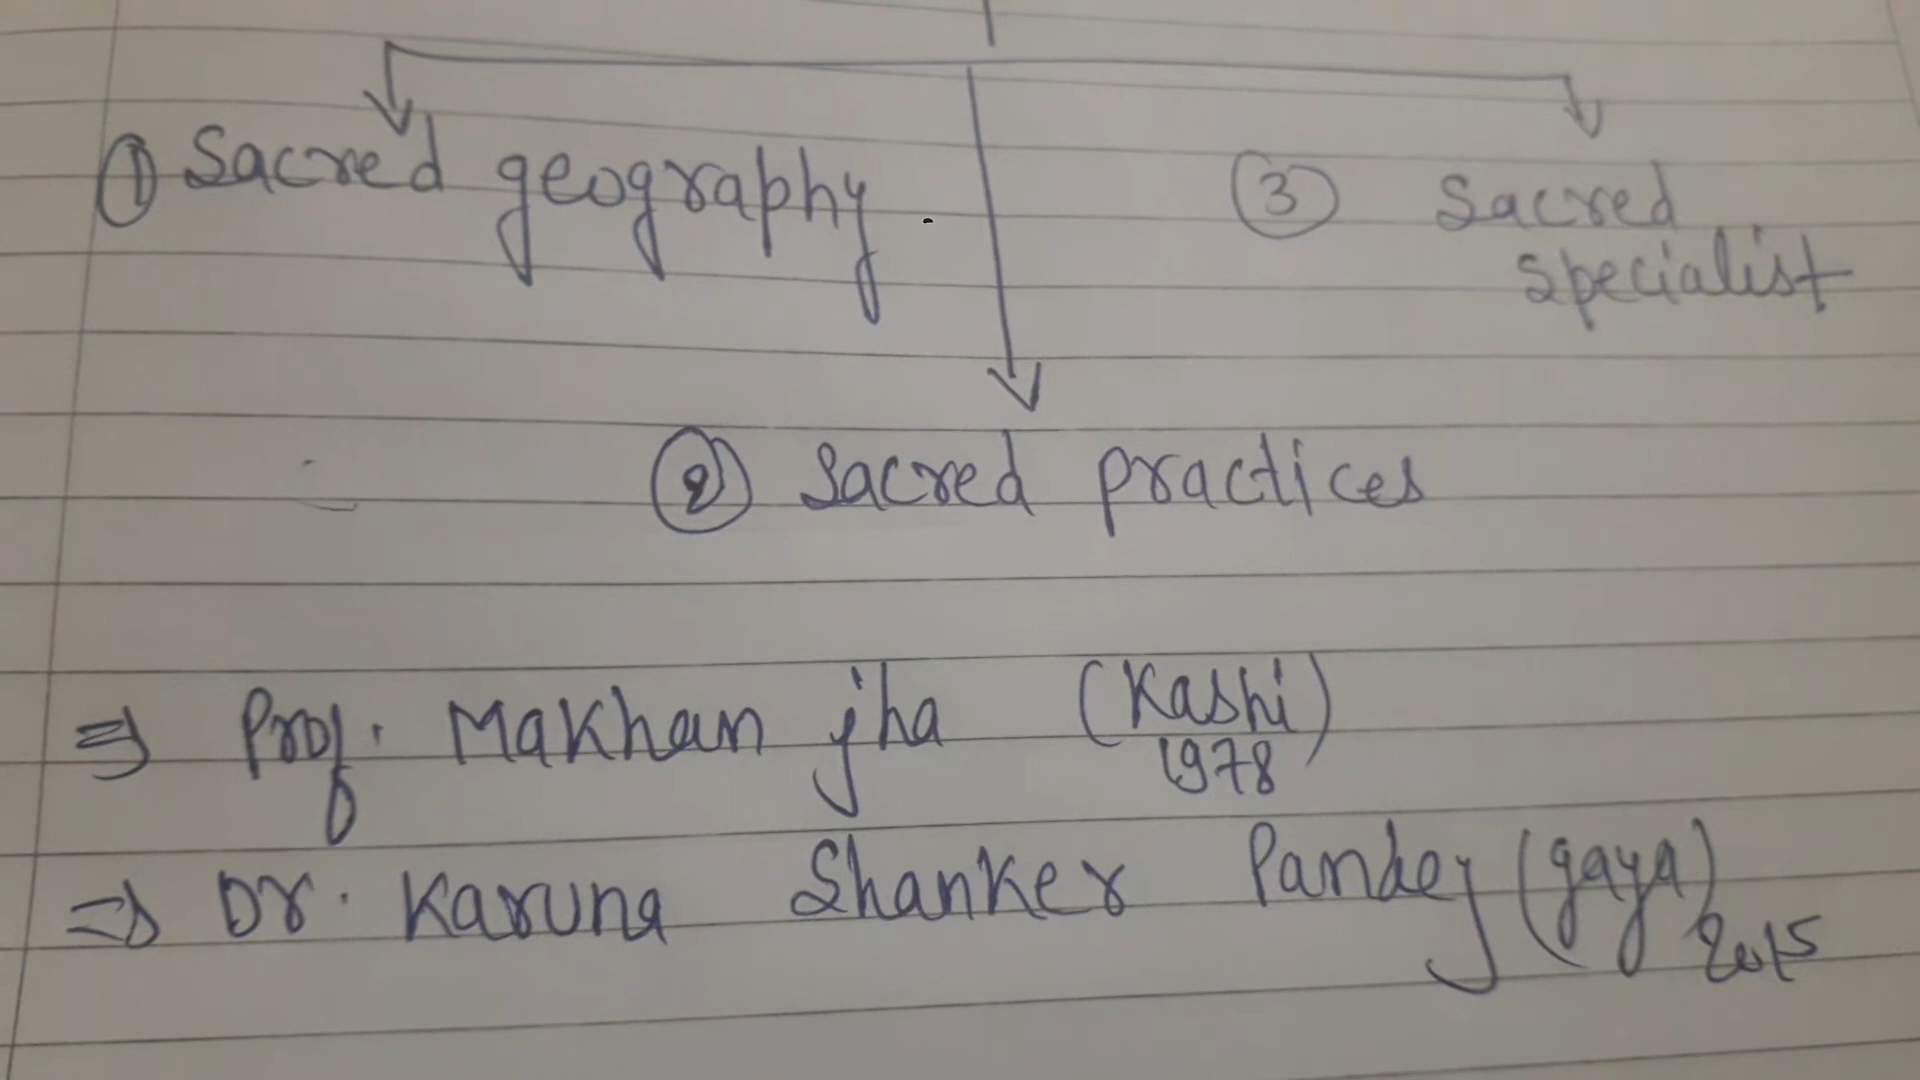 ① Sacred geography.
③ Sacred
specialist
② Sacred practices
⇒ Prof. Makhan jha (Kashi)
1978
⇒ Dr. Karuna Shanker Pandey (gaya)
2015